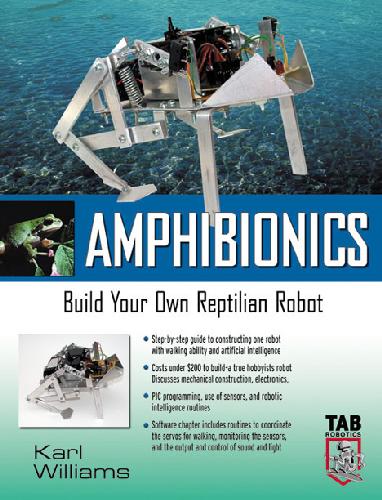 AMPHIBIONICS
Build Your Own Reptilian Robot
Step-by-step guide to constructing one robot
with walking ability and artificial intelligence
Costs under $200 to build-a true hobbyists robot
Discusses mechanical construction, electronics.
PIC programming, use of sensors, and robotic
intelligence routines
Software chapter includes routines to coordinate
the servos for walking, monitoring the sensors,
and the output and control of sound and light
Karl
Williams
TAB
ROBOTICS